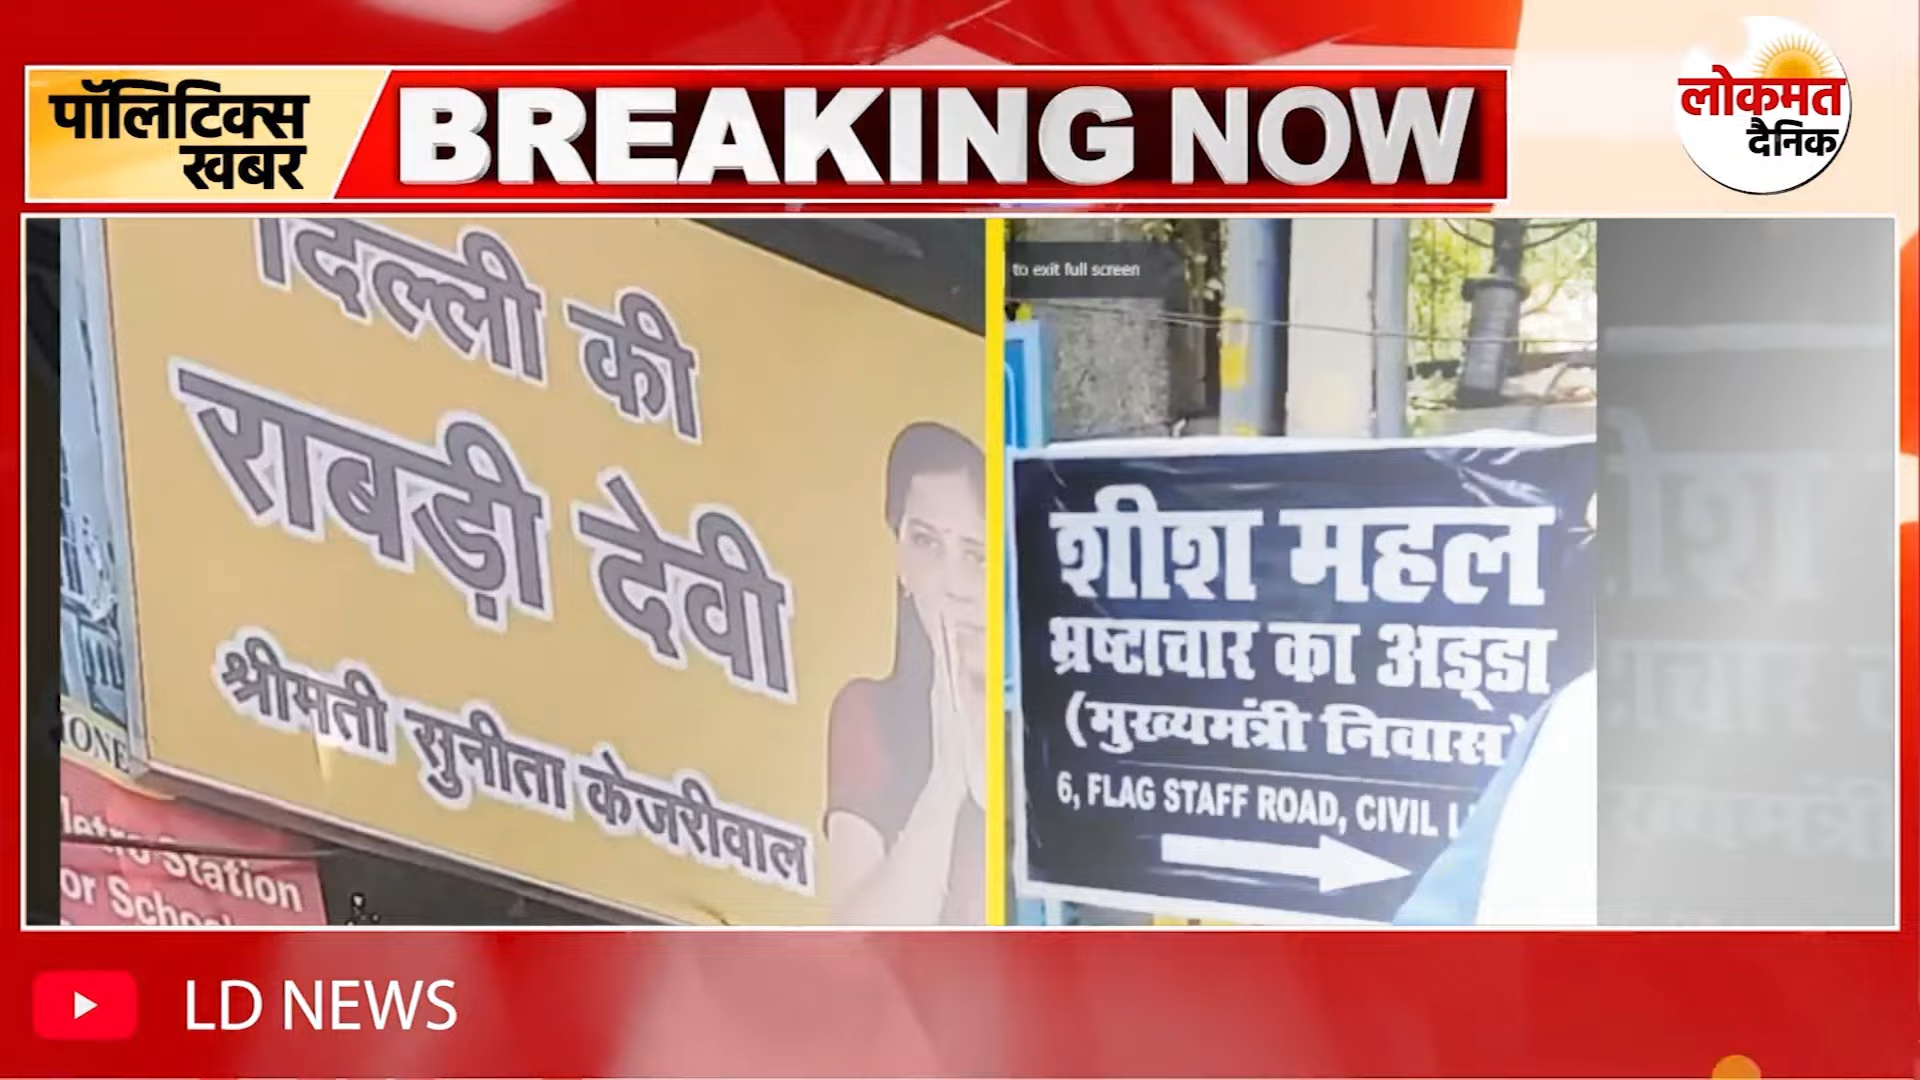 पॉलिटिक्स
खबर
BREAKING NOW
लोकमत
दैनिक
दिल्ली की
राबड़ी देवी
श्रीमती सुनीता केजरीवाल
Station
or
to exit full screen
शीश महल
भ्रष्टाचार का अड्डा
(मुख्यमंत्री निवास)
6, FLAG STAFF ROAD, CIVIL
LD NEWS